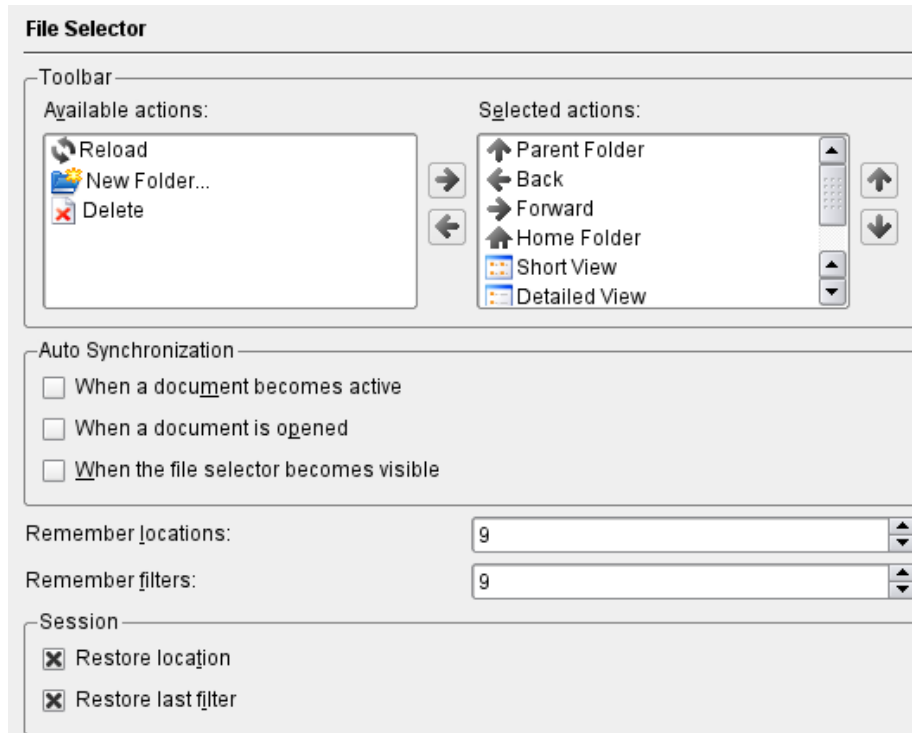 File Selector
Toolbar
Available actions:
Reload
New Folder...
Delete
Selected actions:
Parent Folder
Back
Forward
Home Folder
Short View
Detailed View
Auto Synchronization
When a document becomes active
When a document is opened
When the file selector becomes visible
Remember locations: 9
Remember filters: 9
Session
Restore location
Restore last filter